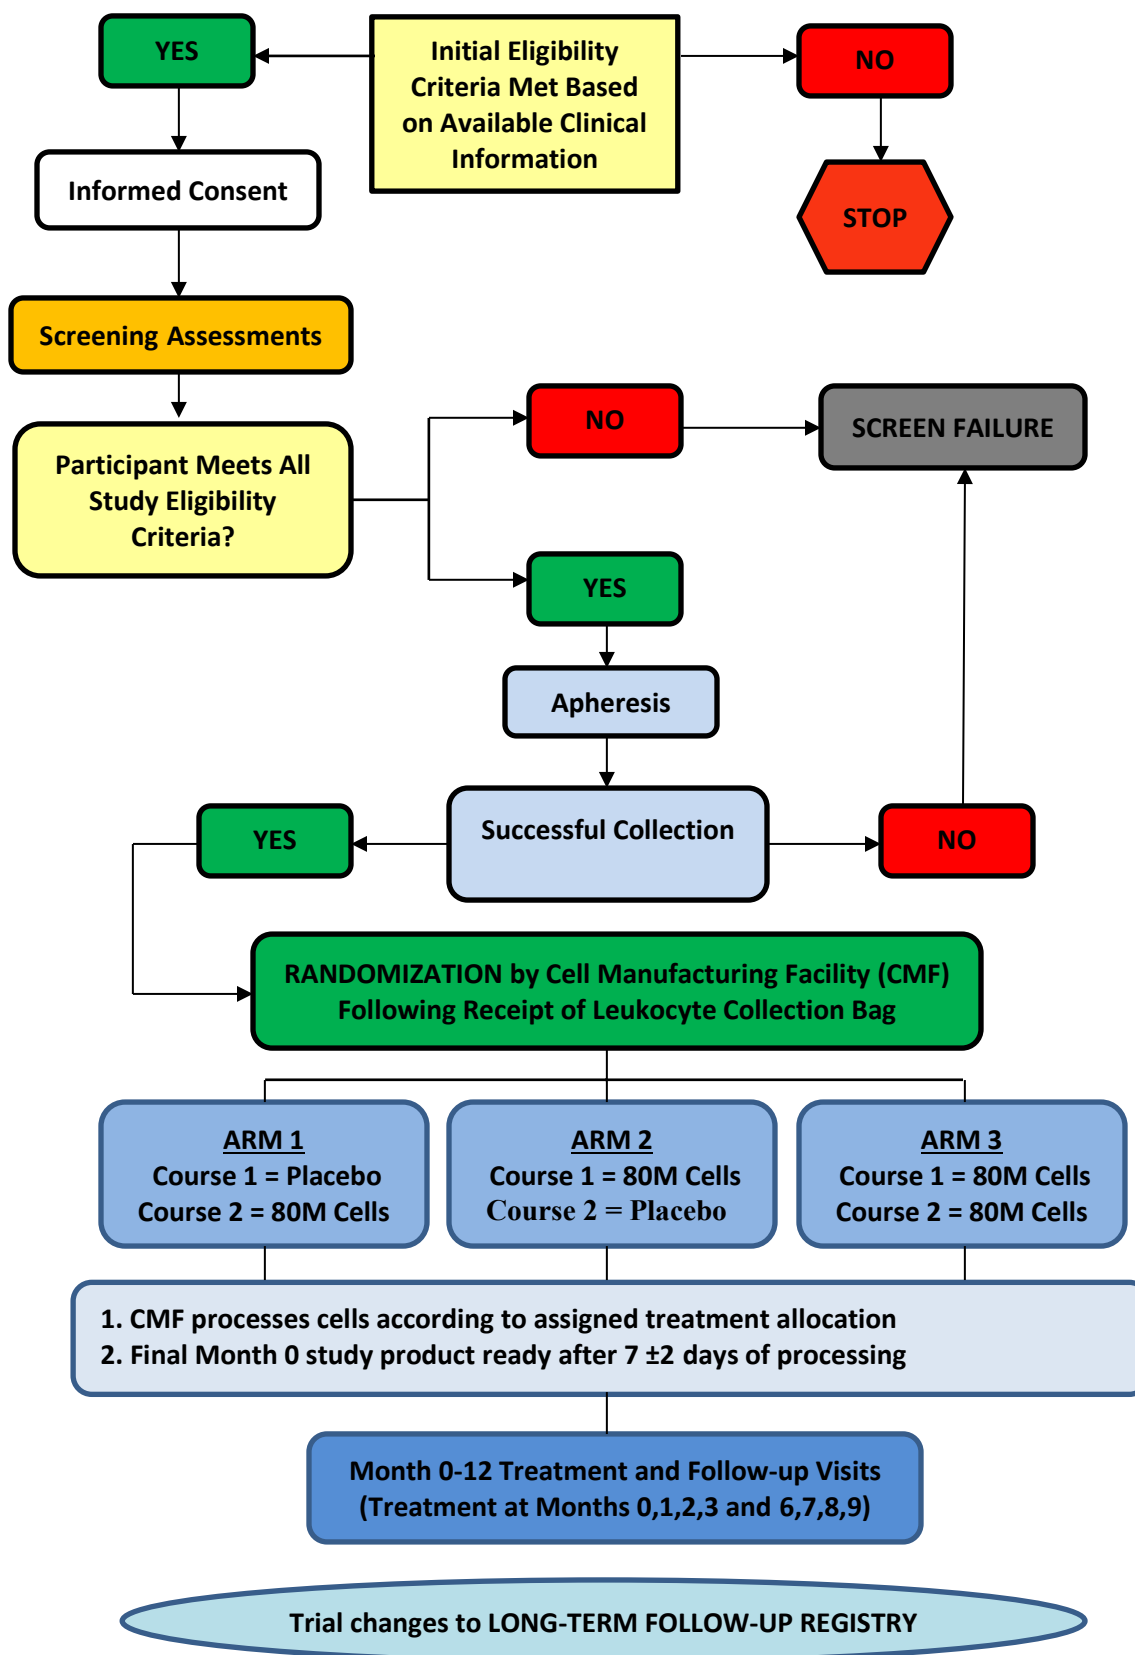 YES
Initial Eligibility
Criteria Met Based
on Available Clinical
Information
NO
Informed Consent
STOP
Screening Assessments
NO
SCREEN FAILURE
Participant Meets All
Study Eligibility
Criteria?
YES
Apheresis
YES
Successful Collection
NO
RANDOMIZATION by Cell Manufacturing Facility (CMF)
Following Receipt of Leukocyte Collection Bag
ARM 1
Course 1 = Placebo
Course 2 = 80M Cells
ARM 2
Course 1 = 80M Cells
Course 2 = Placebo
ARM 3
Course 1 = 80M Cells
Course 2 = 80M Cells
1. CMF processes cells according to assigned treatment allocation
2. Final Month 0 study product ready after 7 ±2 days of processing
Month 0-12 Treatment and Follow-up Visits
(Treatment at Months 0,1,2,3 and 6,7,8,9)
Trial changes to LONG-TERM FOLLOW-UP REGISTRY